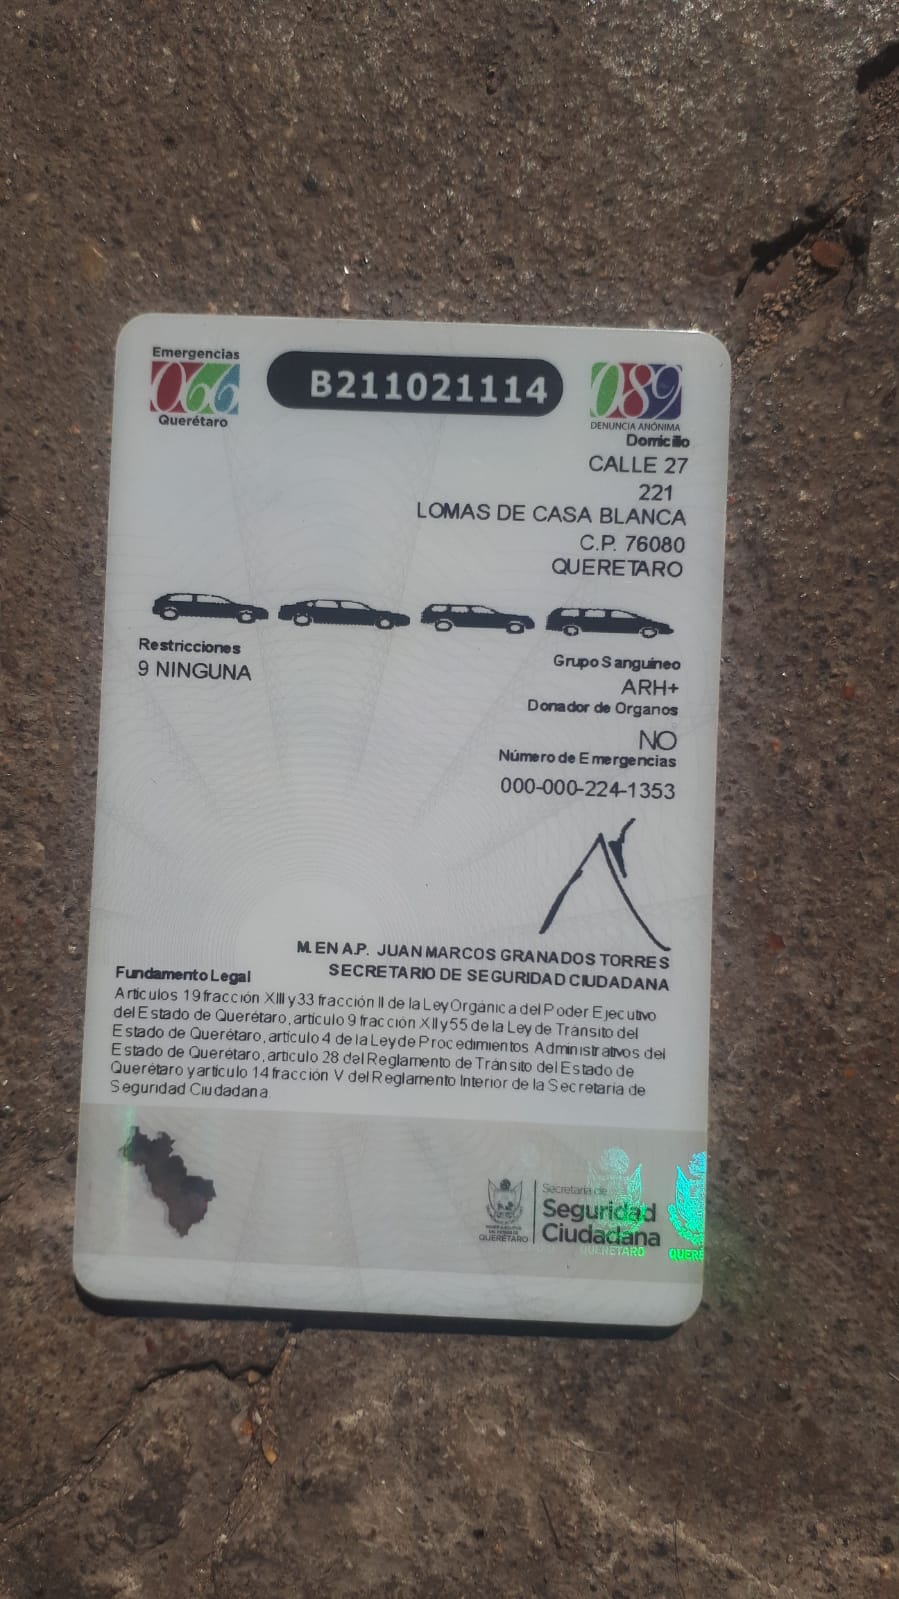 Emergencias
066
Querétaro
B211021114
089
DENUNCIA ANÓNIMA
Domicilio
CALLE 27
221
LOMAS DE CASA BLANCA
C.P. 76080
QUERETARO
Restricciones
9 NINGUNA
Grupo Sanguineo
ARH+
Donador de Organos
NO
Número de Emergencias
000-000-224-1353
M. EN A.P. JUAN MARCOS GRANADOS TORRES
SECRETARIO DE SEGURIDAD CIUDADANA
Fundamento Legal
Artículos 19 fracción XIII y 33 fracción II de la Ley Orgánica del Poder Ejecutivo
del Estado de Querétaro, artículo 9 fracción XII y 55 de la Ley de Tránsito del
Estado de Querétaro, artículo 4 de la Ley de Procedimientos Administrativos del
Estado de Querétaro, articulo 28 del Reglamento de Tránsito del Estado de
Querétaro y artículo 14 fracción V del Reglamento Interior de la Secretaría de
Seguridad Ciudadana.
QUERÉTARO
Secretaría de
Seguridad
Ciudadana
QUERÉTARO
QUERE